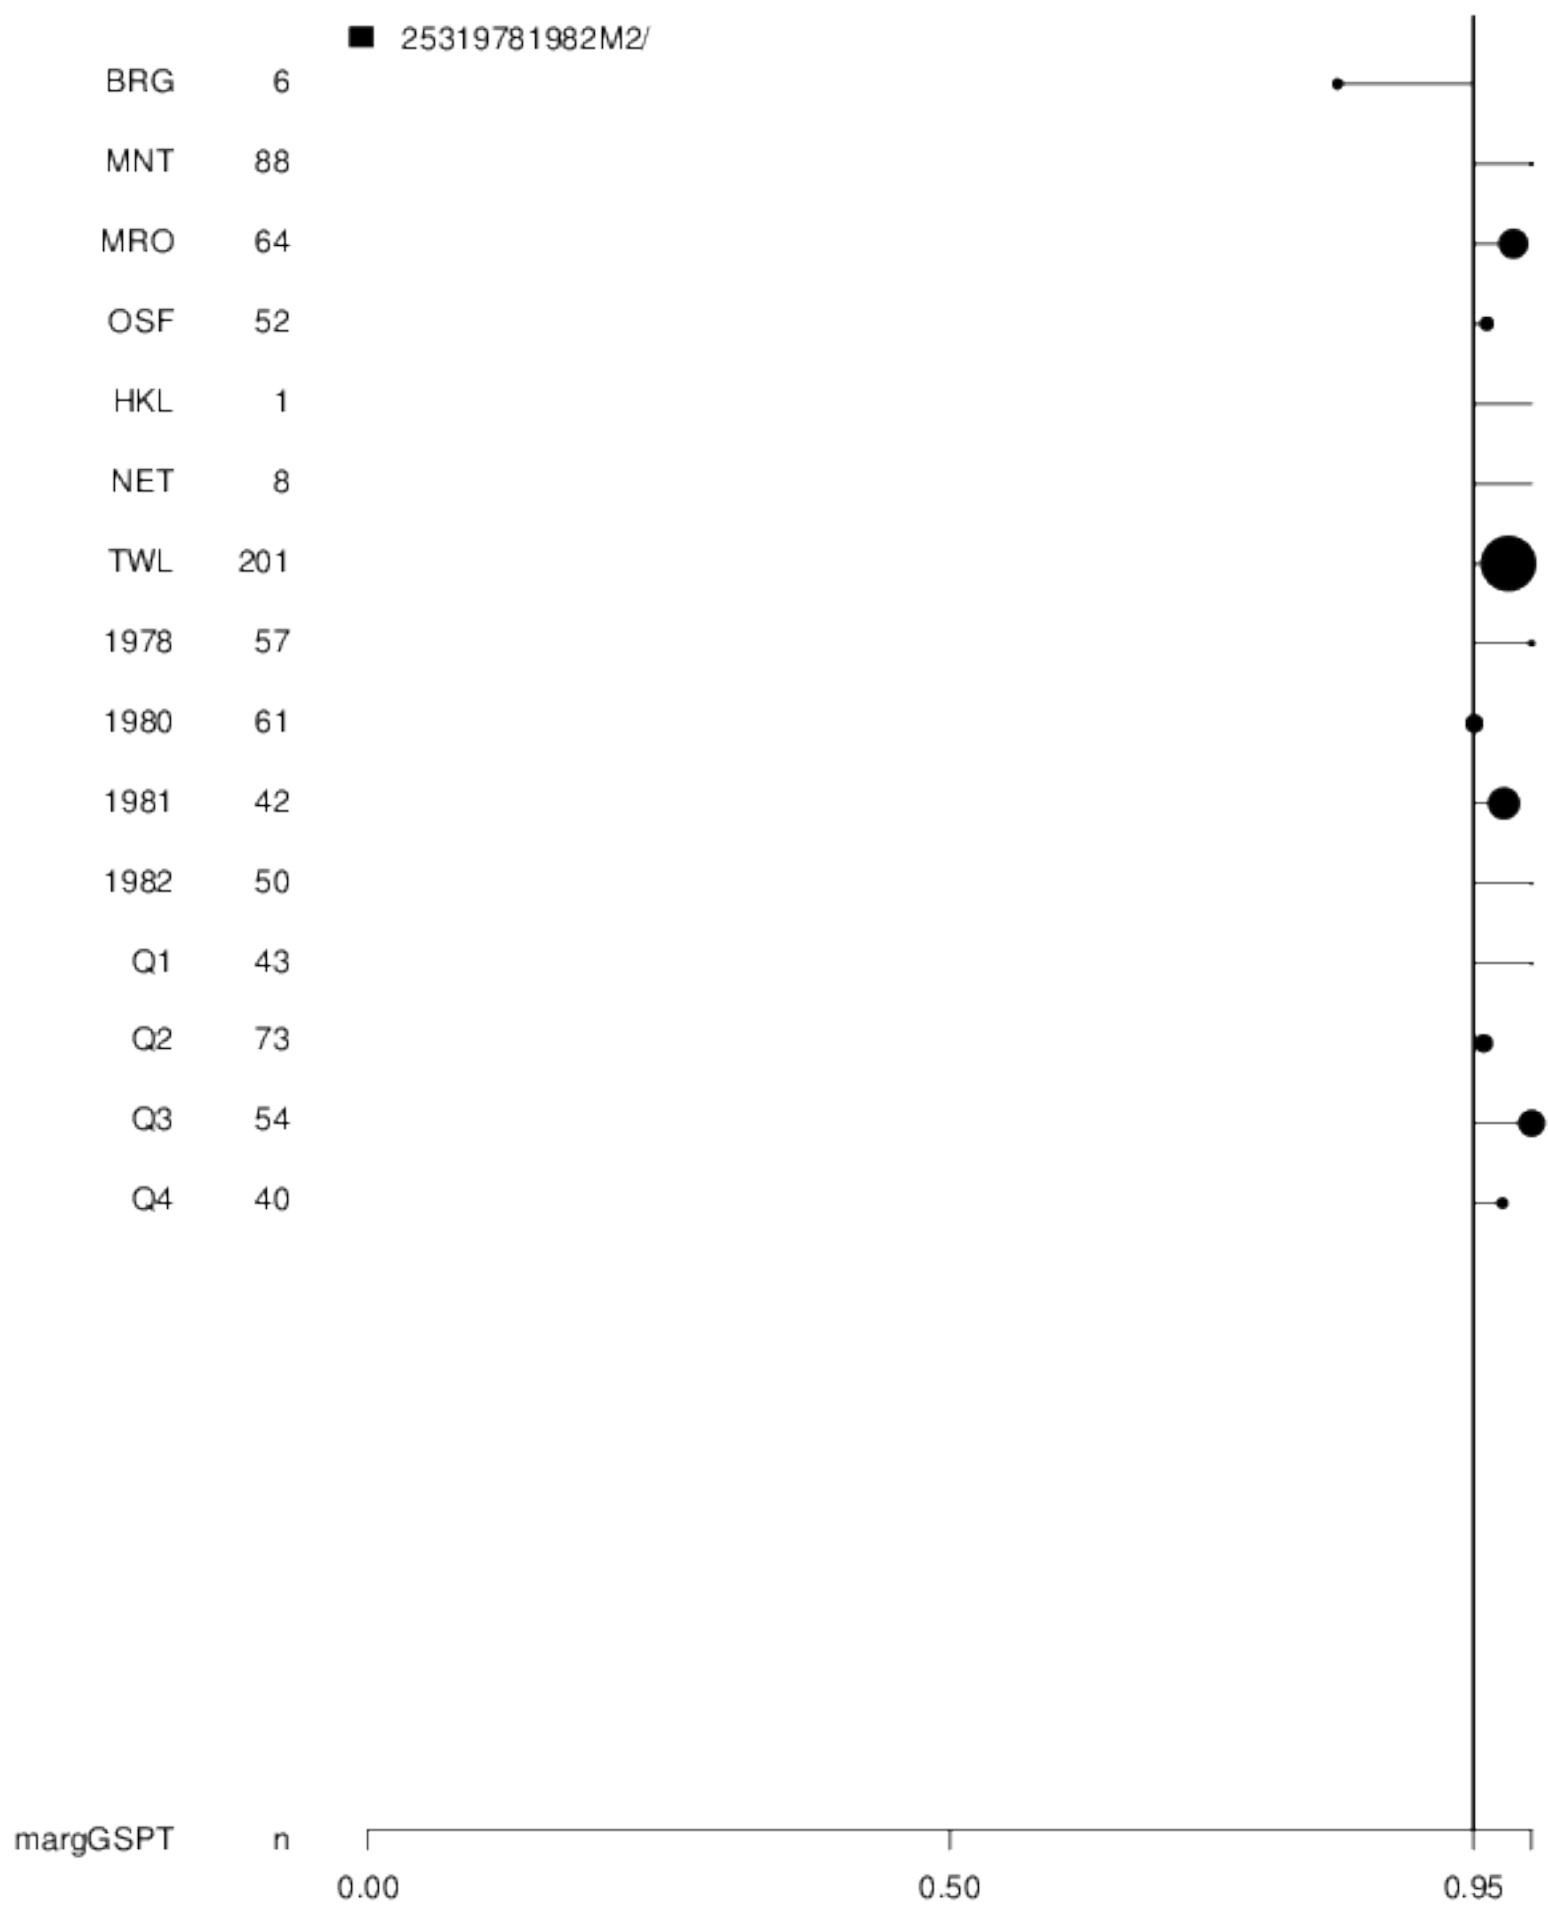 25319781982M2/
BRG 6
MNT 88
MRO 64
OSF 52
HKL 1
NET 8
TWL 201
1978 57
1980 61
1981 42
1982 50
Q1 43
Q2 73
Q3 54
Q4 40
margGSPT n
0.00 0.50 0.95